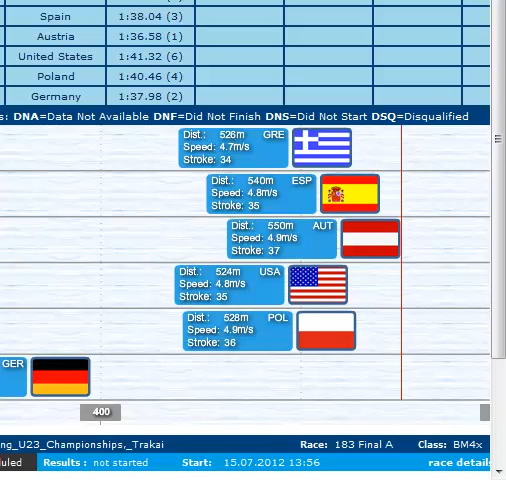 Spain 1:38.04 (3)
Austria 1:36.58 (1)
United States 1:41.32 (6)
Poland 1:40.46 (4)
Germany 1:37.98 (2)
s: DNA=Data Not Available DNF=Did Not Finish DNS=Did Not Start DSQ=Disqualified
Dist.: 526m GRE
Speed: 4.7m/s
Stroke: 34
Dist.: 540m ESP
Speed: 4.8m/s
Stroke: 35
Dist.: 550m AUT
Speed: 4.9m/s
Stroke: 37
Dist.: 524m USA
Speed: 4.8m/s
Stroke: 35
Dist.: 528m POL
Speed: 4.9m/s
Stroke: 36
GER
400
ng_U23_Championships,_Trakai Race: 183 Final A Class: BM4x
uled Results : not started Start: 15.07.2012 13:56 race details